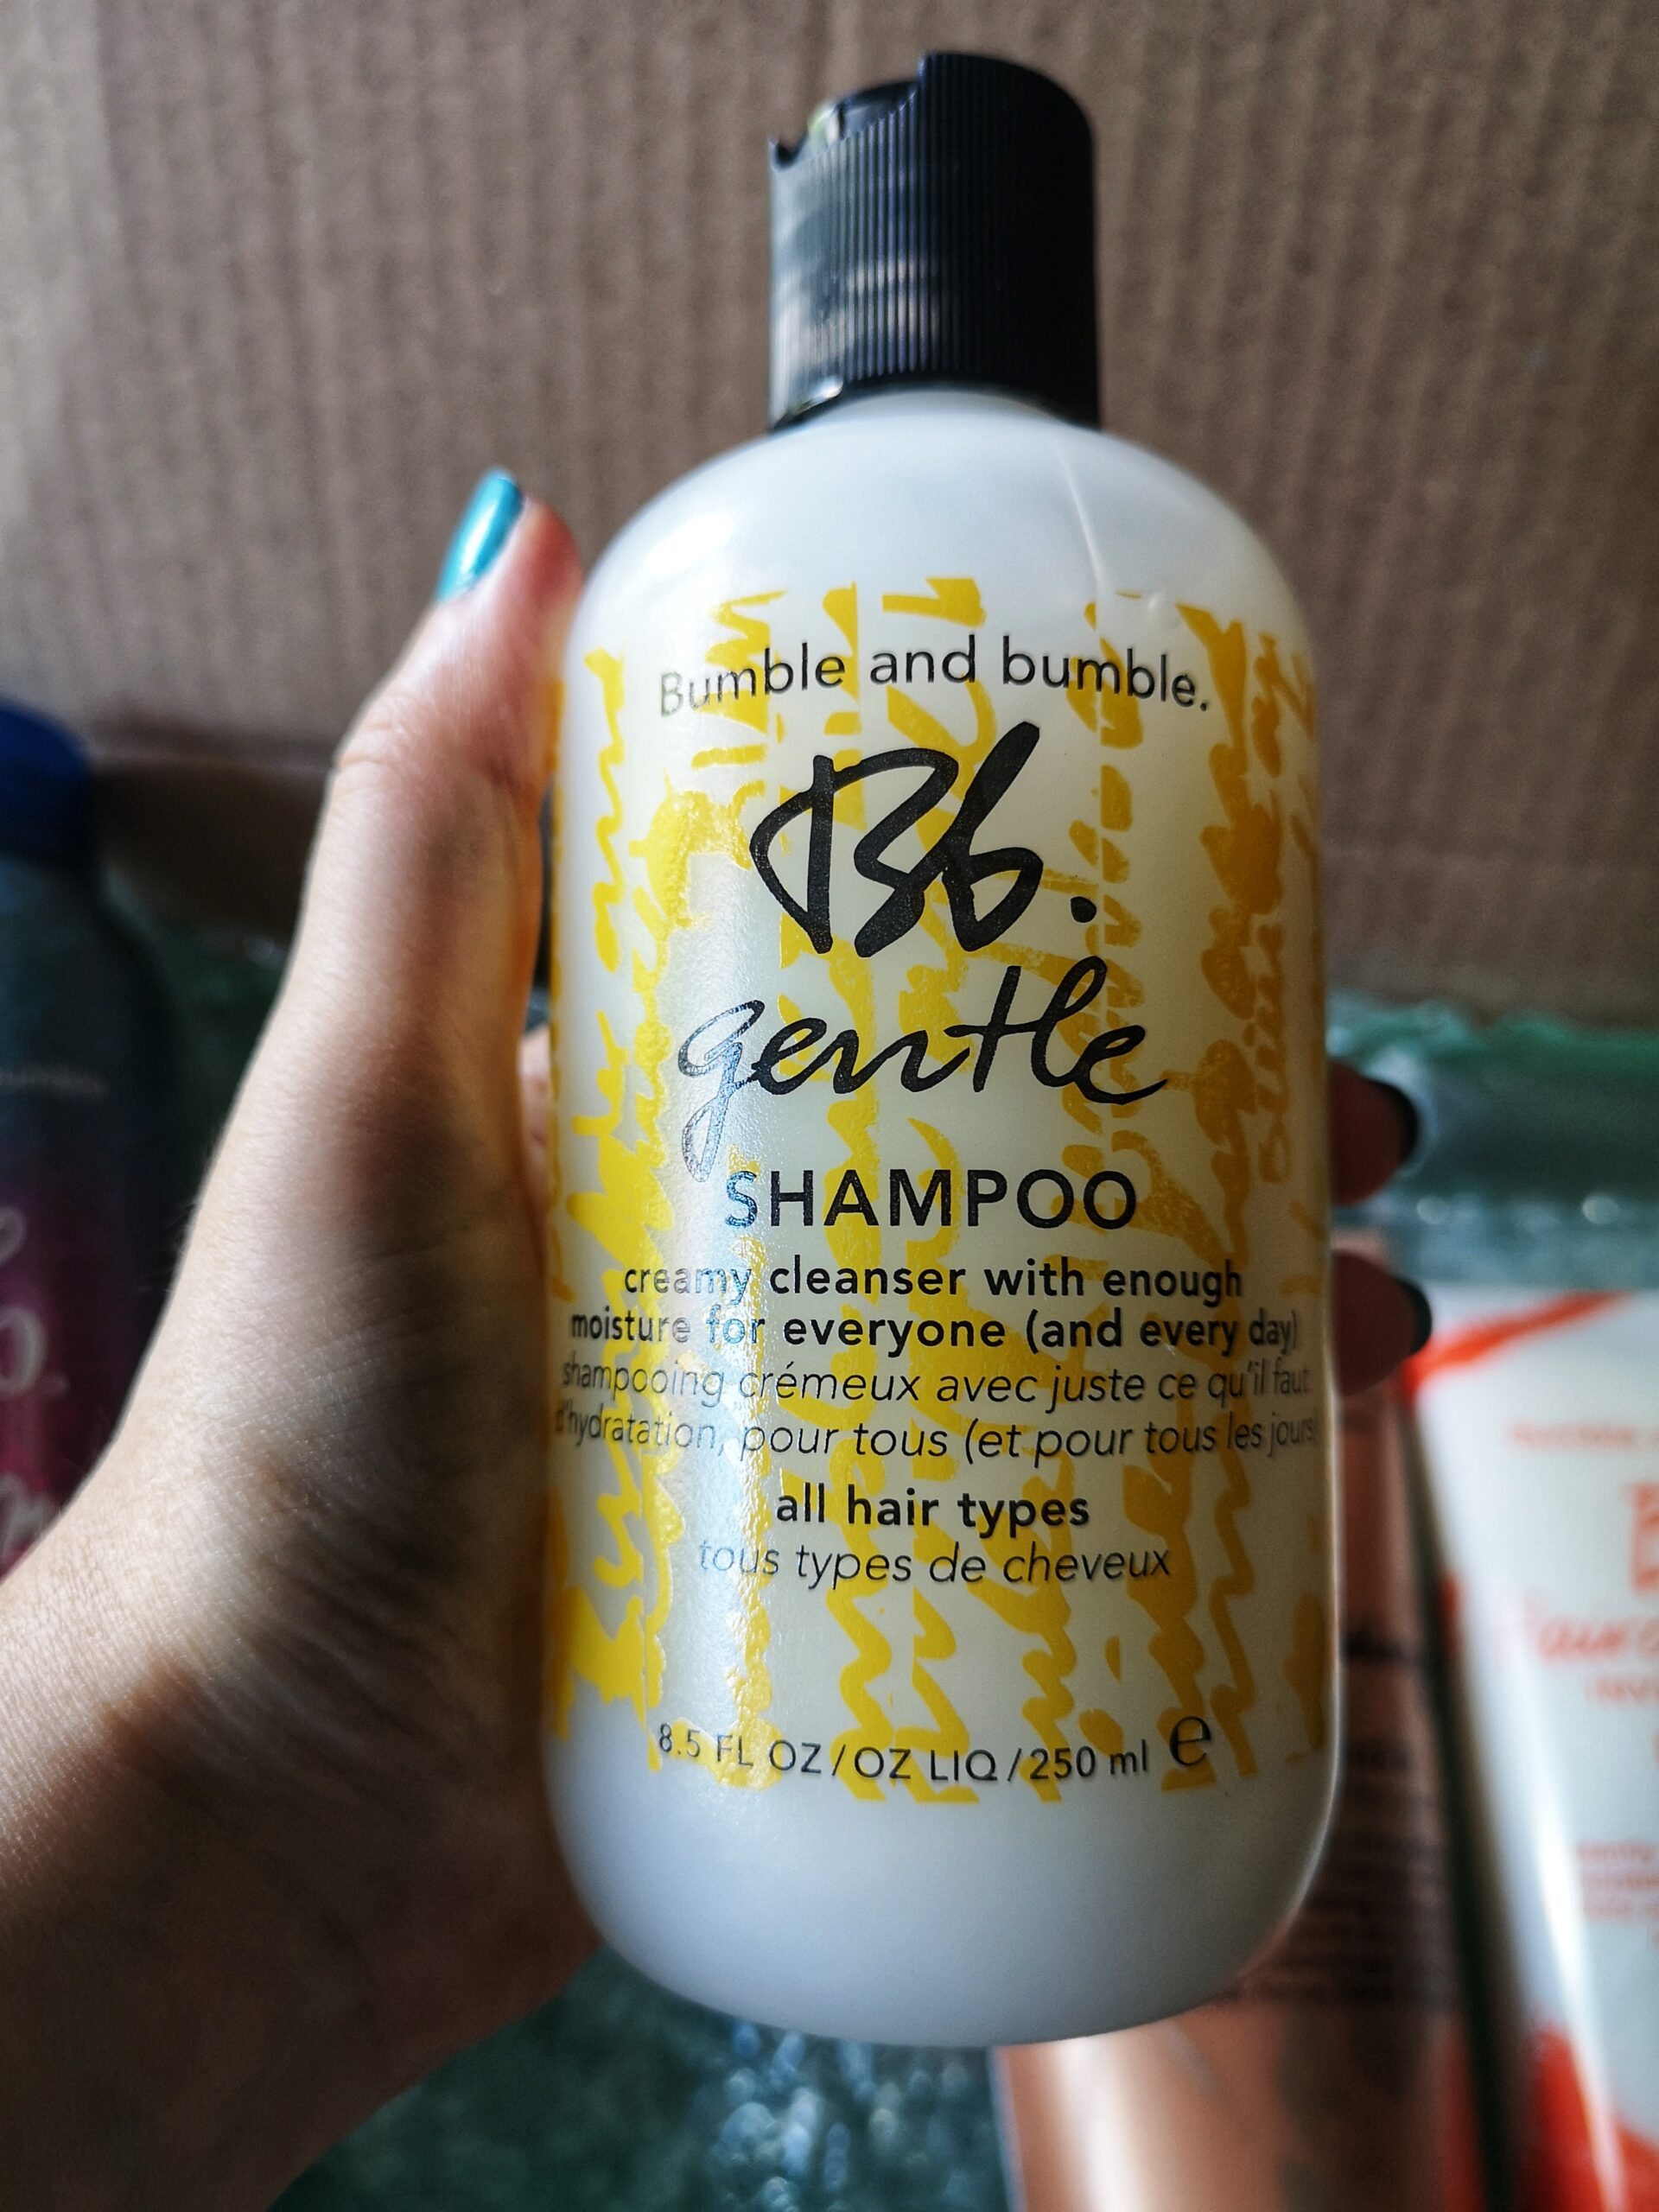 Bumble and bumble.
Bb.
gentle
SHAMPOO
creamy cleanser with enough
moisture for everyone (and every day)
shampooing crémeux avec juste ce qu'il faut
d'hydratation, pour tous (et pour tous les jours)
all hair types
tous types de cheveux
8.5 FL OZ/OZ LIQ/250 ml e